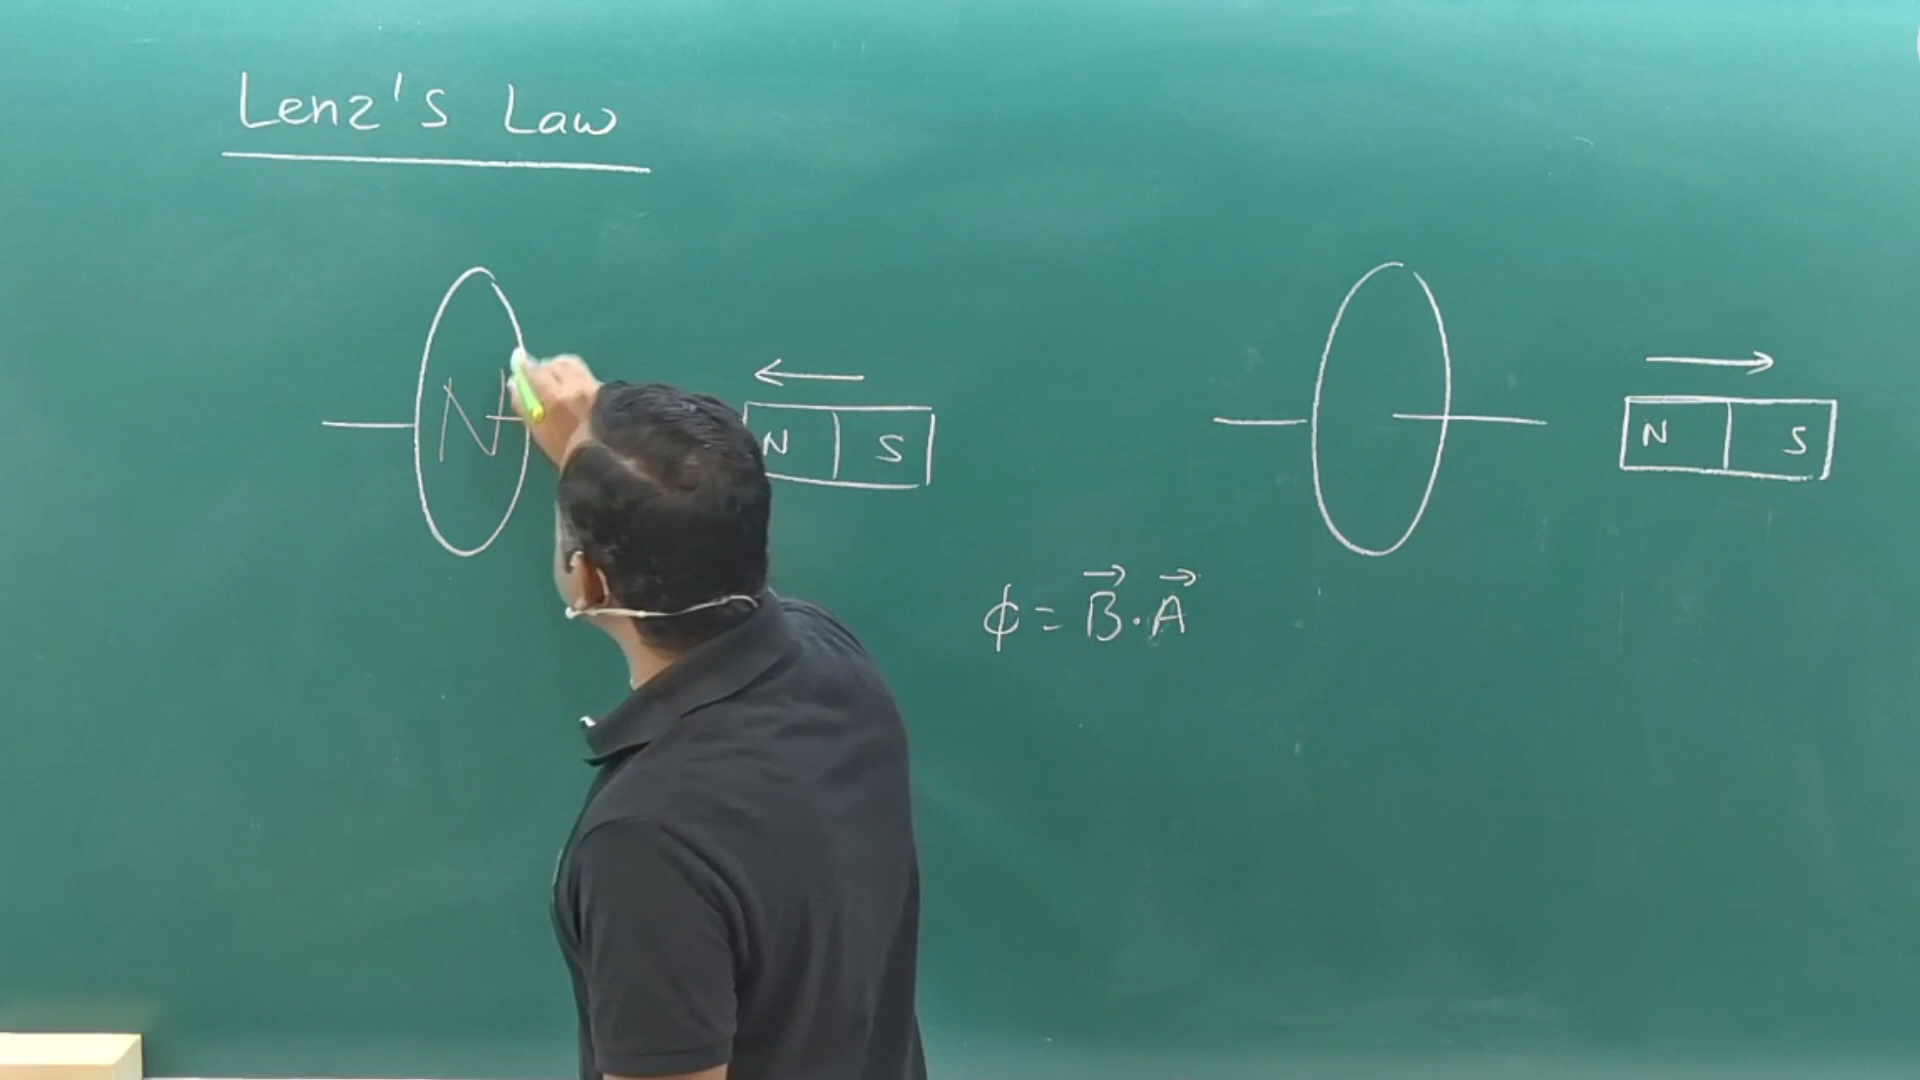 Lenz's Law
N
N S
N S
ϕ = B⃗ · A⃗